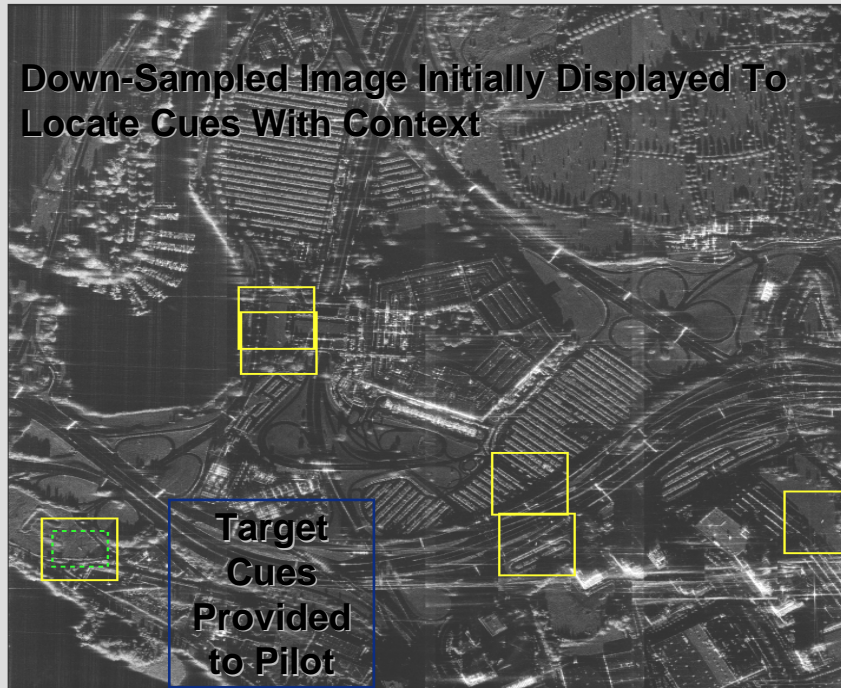 Down-Sampled Image Initially Displayed To
Locate Cues With Context
Target
Cues
Provided
to Pilot